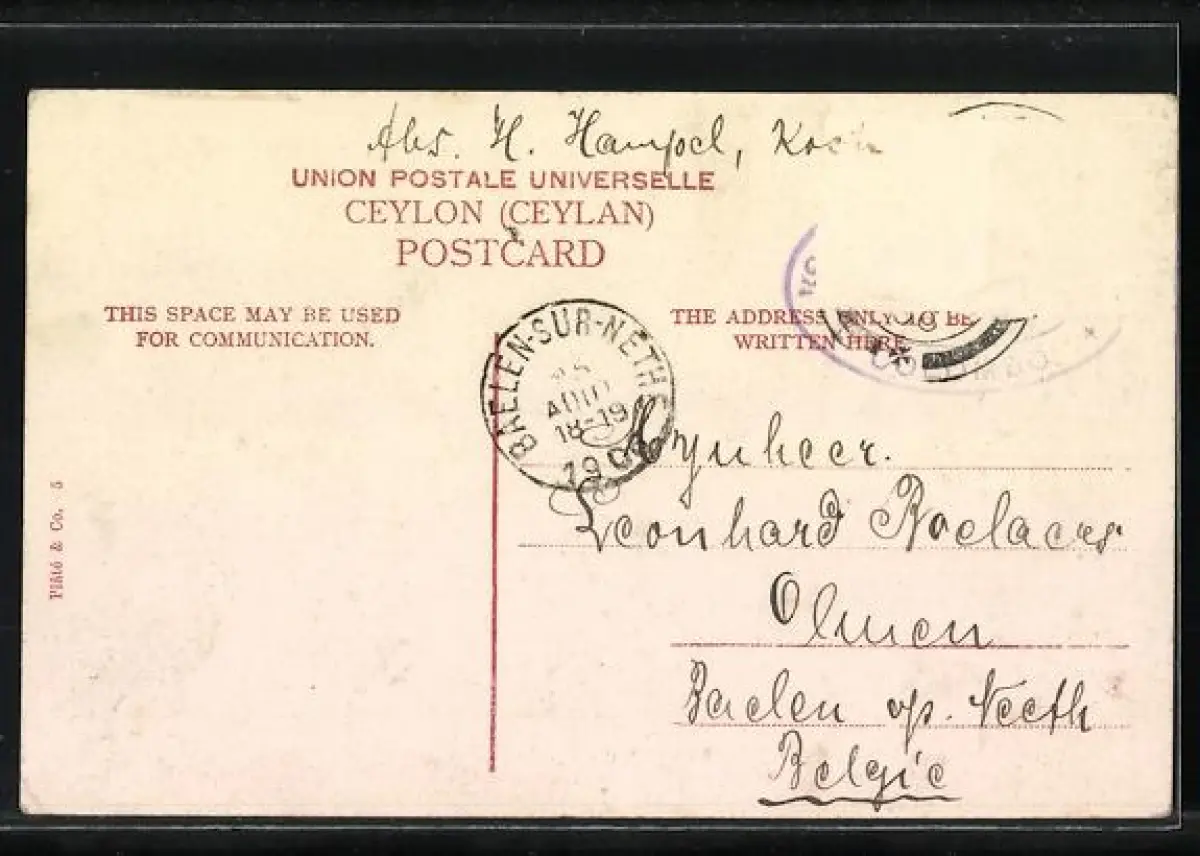 Abs. H. Hampel, Koch
UNION POSTALE UNIVERSELLE
CEYLON (CEYLAN)
POSTCARD
THIS SPACE MAY BE USED
FOR COMMUNICATION.
THE ADDRESS ONLY TO BE
WRITTEN HERE.
BAELEN-SUR-NETHE
AOUT
18-19
Mynheer.
Leonhard Roelaers
Olmen
Baelen op. Neeth
Belgie
Plâté & Co. 5